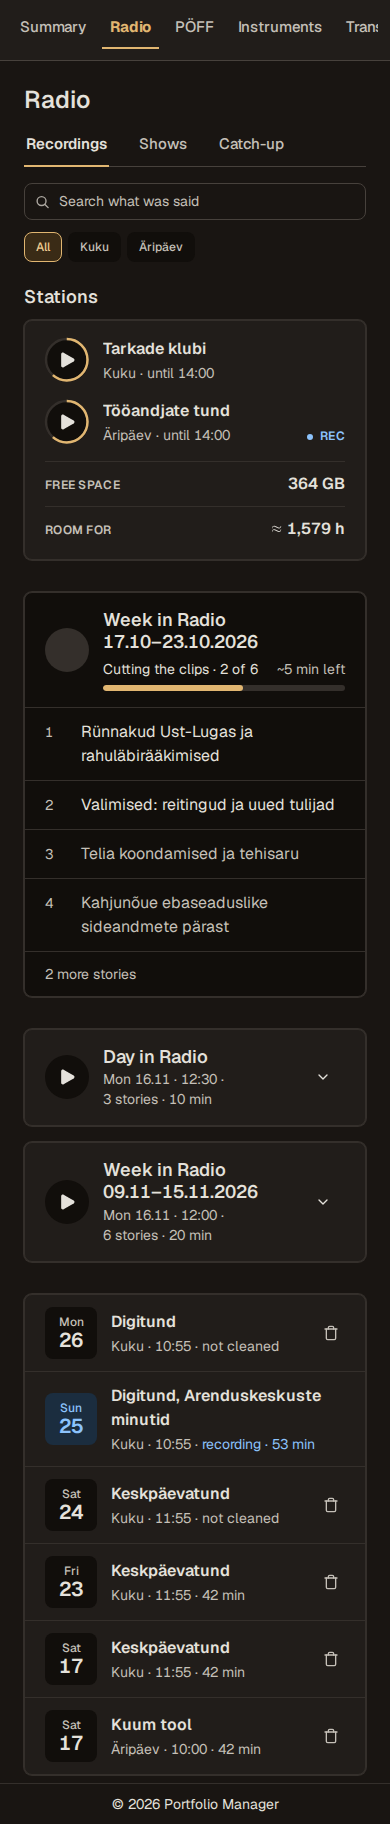 Summary Radio PÖFF Instruments Trans
Radio
Recordings Shows Catch-up
Search what was said
All Kuku Äripäev
Stations
Tarkade klubi
Kuku · until 14:00
Tööandjate tund
Äripäev · until 14:00 REC
FREE SPACE 364 GB
ROOM FOR ≈ 1,579 h
Week in Radio
17.10–23.10.2026
Cutting the clips · 2 of 6 ~5 min left
1 Rünnakud Ust-Lugas ja
rahuläbirääkimised
2 Valimised: reitingud ja uued tulijad
3 Telia koondamised ja tehisaru
4 Kahjunõue ebaseaduslike
sideandmete pärast
2 more stories
Day in Radio
Mon 16.11 · 12:30 ·
3 stories · 10 min
Week in Radio
09.11–15.11.2026
Mon 16.11 · 12:00 ·
6 stories · 20 min
Mon
26
Digitund
Kuku · 10:55 · not cleaned
Sun
25
Digitund, Arenduskeskuste
minutid
Kuku · 10:55 · recording · 53 min
Sat
24
Keskpäevatund
Kuku · 11:55 · not cleaned
Fri
23
Keskpäevatund
Kuku · 11:55 · 42 min
Sat
17
Keskpäevatund
Kuku · 11:55 · 42 min
Sat
17
Kuum tool
Äripäev · 10:00 · 42 min
© 2026 Portfolio Manager